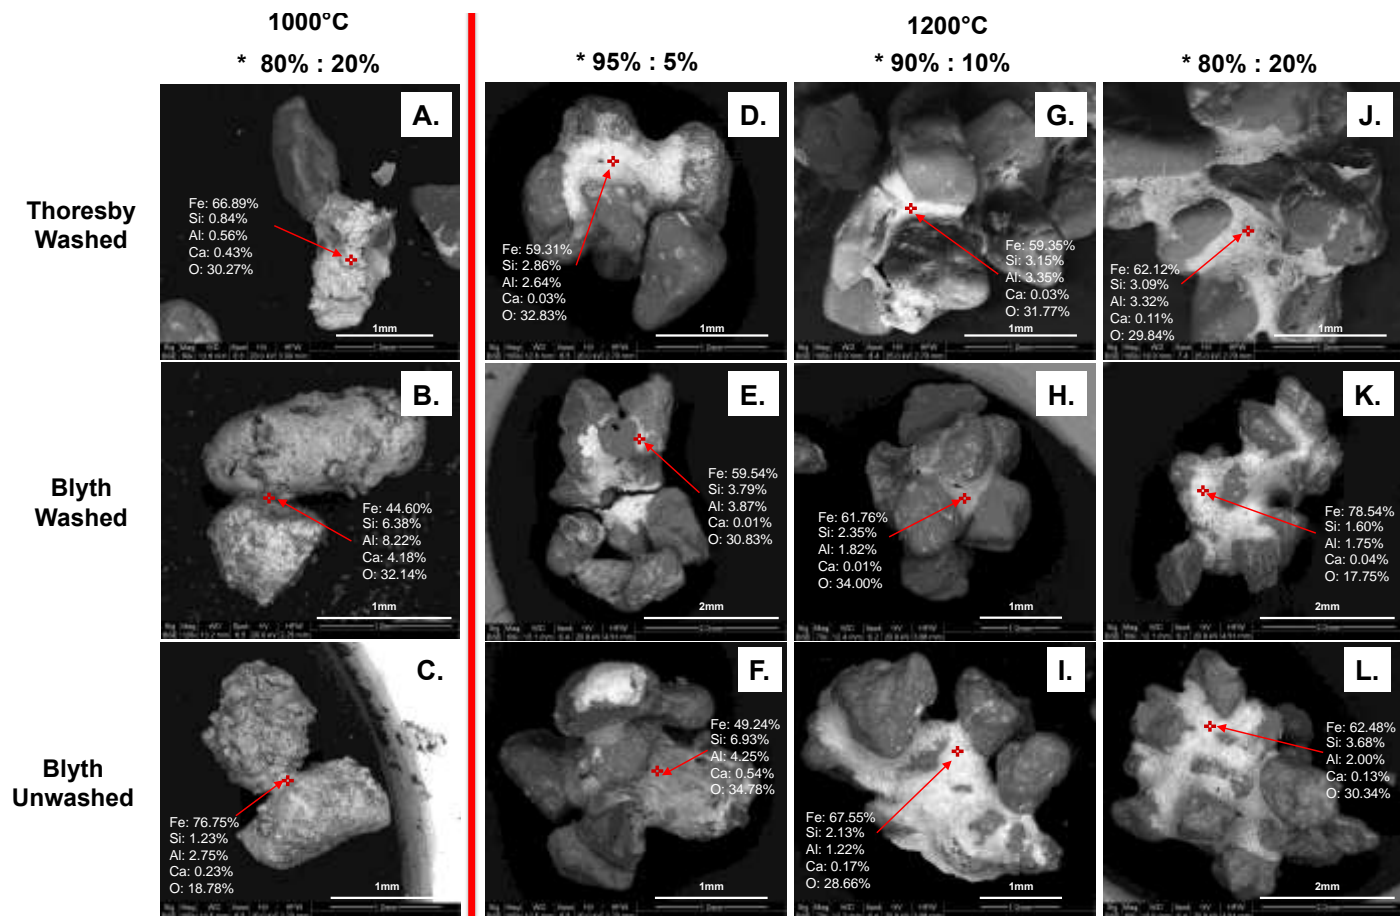 1000°C
1200°C
* 80% : 20%
* 95% : 5%
* 90% : 10%
* 80% : 20%
Thoresby
Washed
A.
Fe: 66.89%
Si: 0.84%
Al: 0.56%
Ca: 0.43%
O: 30.27%
1mm
D.
Fe: 59.31%
Si: 2.86%
Al: 2.64%
Ca: 0.03%
O: 32.83%
1mm
G.
Fe: 59.35%
Si: 3.15%
Al: 3.35%
Ca: 0.03%
O: 31.77%
1mm
J.
Fe: 62.12%
Si: 3.09%
Al: 3.32%
Ca: 0.11%
O: 29.84%
1mm
Blyth
Washed
B.
Fe: 44.60%
Si: 6.38%
Al: 8.22%
Ca: 4.18%
O: 32.14%
1mm
E.
Fe: 59.54%
Si: 3.79%
Al: 3.87%
Ca: 0.01%
O: 30.83%
2mm
H.
Fe: 61.76%
Si: 2.35%
Al: 1.82%
Ca: 0.01%
O: 34.00%
1mm
K.
Fe: 78.54%
Si: 1.60%
Al: 1.75%
Ca: 0.04%
O: 17.75%
2mm
Blyth
Unwashed
C.
Fe: 76.75%
Si: 1.23%
Al: 2.75%
Ca: 0.23%
O: 18.78%
1mm
F.
Fe: 49.24%
Si: 6.93%
Al: 4.25%
Ca: 0.54%
O: 34.78%
1mm
I.
Fe: 67.55%
Si: 2.13%
Al: 1.22%
Ca: 0.17%
O: 28.66%
1mm
L.
Fe: 62.48%
Si: 3.68%
Al: 2.00%
Ca: 0.13%
O: 30.34%
2mm